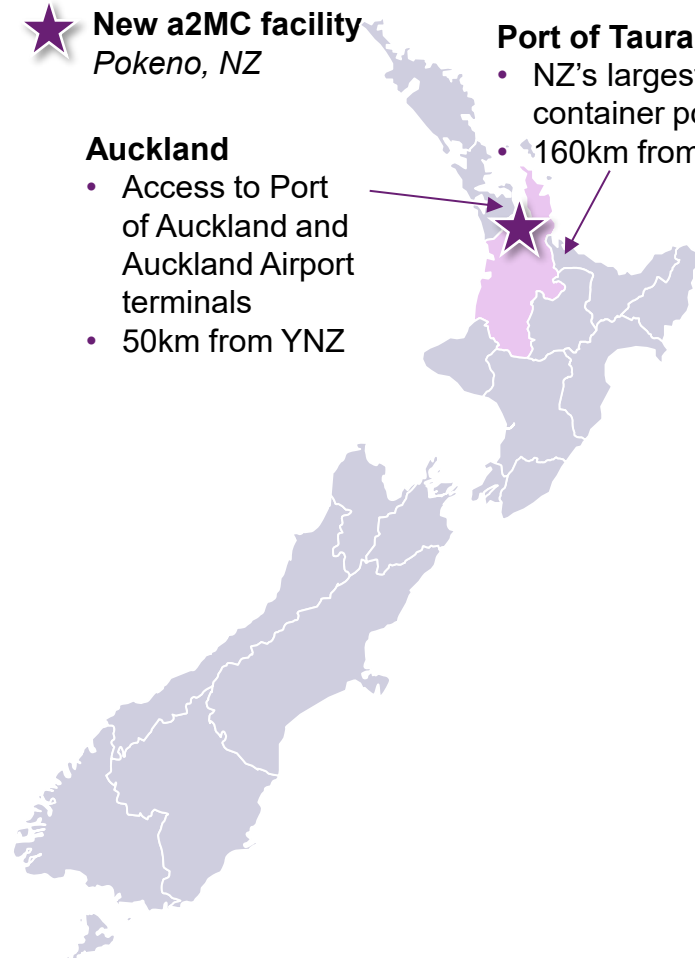 New a2MC facility
Pokeno, NZ
Port of Taura
• NZ's larges
container po
• 160km from
Auckland
• Access to Port
of Auckland and
Auckland Airport
terminals
• 50km from YNZ